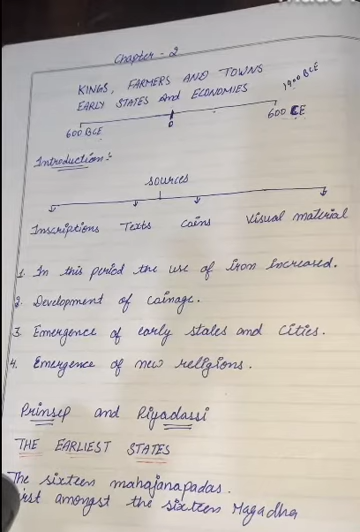 Chapter - 2
KINGS, FARMERS AND TOWNS
EARLY STATES and ECONOMIES
1900 BCE
600 BCE
0
600 CE
Introduction :-
sources
Inscriptions Texts Coins Visual material
1. In this period the use of iron increased.
2. Development of coinage.
3. Emergence of early states and cities.
4. Emergence of new religions.
Prinsep and Piyadassi
THE EARLIEST STATES
The sixteen mahajanapadas.
amongst the sixteen Magadha